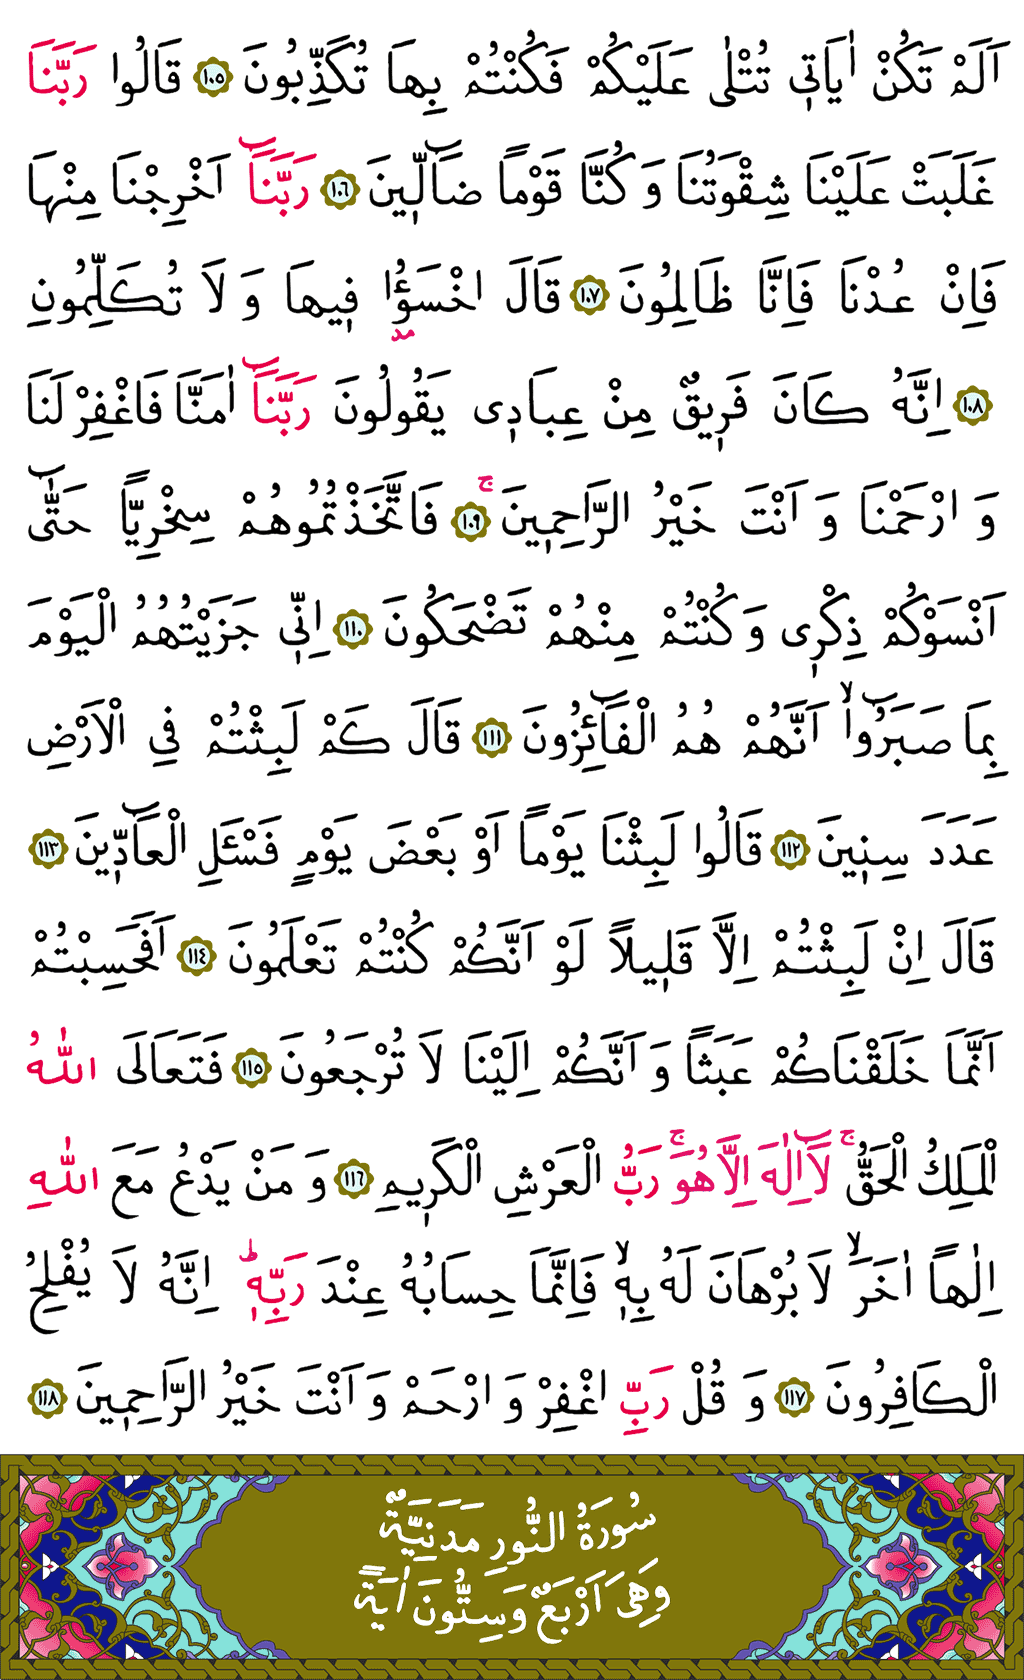 اَلَمْ تَكُنْ اٰيَاتٖي تُتْلٰى عَلَيْكُمْ فَكُنْتُمْ بِهَا تُكَذِّبُونَ ﴿١٠٥﴾ قَالُوا رَبَّنَا
غَلَبَتْ عَلَيْنَا شِقْوَتُنَا وَ كُنَّا قَوْمًا ضَٓالّٖينَ ﴿١٠٦﴾ رَبَّنَٓا اَخْرِجْنَا مِنْهَا
فَاِنْ عُدْنَا فَاِنَّا ظَالِمُونَ ﴿١٠٧﴾ قَالَ اخْسَؤُ۫ا فٖيهَا وَ لَا تُكَلِّمُونِ
مد
﴿١٠٨﴾ اِنَّهُ كَانَ فَرٖيقٌ مِنْ عِبَادٖى يَقُولُونَ رَبَّنَٓا اٰمَنَّا فَاغْفِرْ لَنَا
وَ ارْحَمْنَا وَ اَنْتَ خَيْرُ الرَّاحِمٖينَۚ ﴿١٠٩﴾ فَاتَّخَذْتُمُوهُمْ سِخْرِيًّا حَتّٰٓى
اَنْسَوْكُمْ ذِكْرٖى وَ كُنْتُمْ مِنْهُمْ تَضْحَكُونَ ﴿١١٠﴾ اِنّٖى جَزَيْتُهُمُ الْيَوْمَ
بِمَا صَبَرُٓواۙ اَنَّهُمْ هُمُ الْفَٓائِزُونَ ﴿١١١﴾ قَالَ كَمْ لَبِثْتُمْ فِي الْاَرْضِ
عَدَدَ سِنٖينَ ﴿١١٢﴾ قَالُوا لَبِثْنَا يَوْمًا اَوْ بَعْضَ يَوْمٍ فَسْـَٔلِ الْعَٓادّٖينَ ﴿١١٣﴾
قَالَ اِنْ لَبِثْتُمْ اِلَّا قَلٖيلًا لَوْ اَنَّكُمْ كُنْتُمْ تَعْلَمُونَ ﴿١١٤﴾ اَفَحَسِبْتُمْ
اَنَّمَا خَلَقْنَاكُمْ عَبَثًا وَ اَنَّكُمْ اِلَيْنَا لَا تُرْجَعُونَ ﴿١١٥﴾ فَتَعَالَى اللّٰهُ
الْمَلِكُ الْحَقُّۚ لَٓا اِلٰهَ اِلَّا هُوَۚ رَبُّ الْعَرْشِ الْكَرٖيمِ ﴿١١٦﴾ وَ مَنْ يَدْعُ مَعَ اللّٰهِ
اِلٰهًا اٰخَرَۙ لَا بُرْهَانَ لَهُ بِهٖۙ فَاِنَّمَا حِسَابُهُ عِنْدَ رَبِّهٖؕ اِنَّهُ لَا يُفْلِحُ
الْكَافِرُونَ ﴿١١٧﴾ وَ قُلْ رَبِّ اغْفِرْ وَ ارْحَمْ وَ اَنْتَ خَيْرُ الرَّاحِمٖينَ ﴿١١٨﴾
سُورَةُ النُّورِ مَدَنِيَّةٌ
وَهِىَ اَرْبَعٌ وَسِتُّونَ اٰيَةً